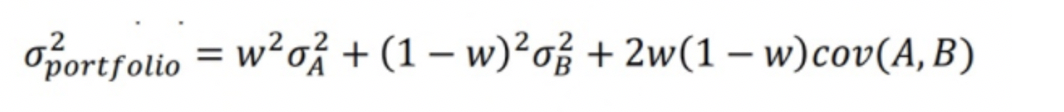 σ²portfolio = w²σ²A + (1 − w)²σ²B + 2w(1 − w)cov(A, B)